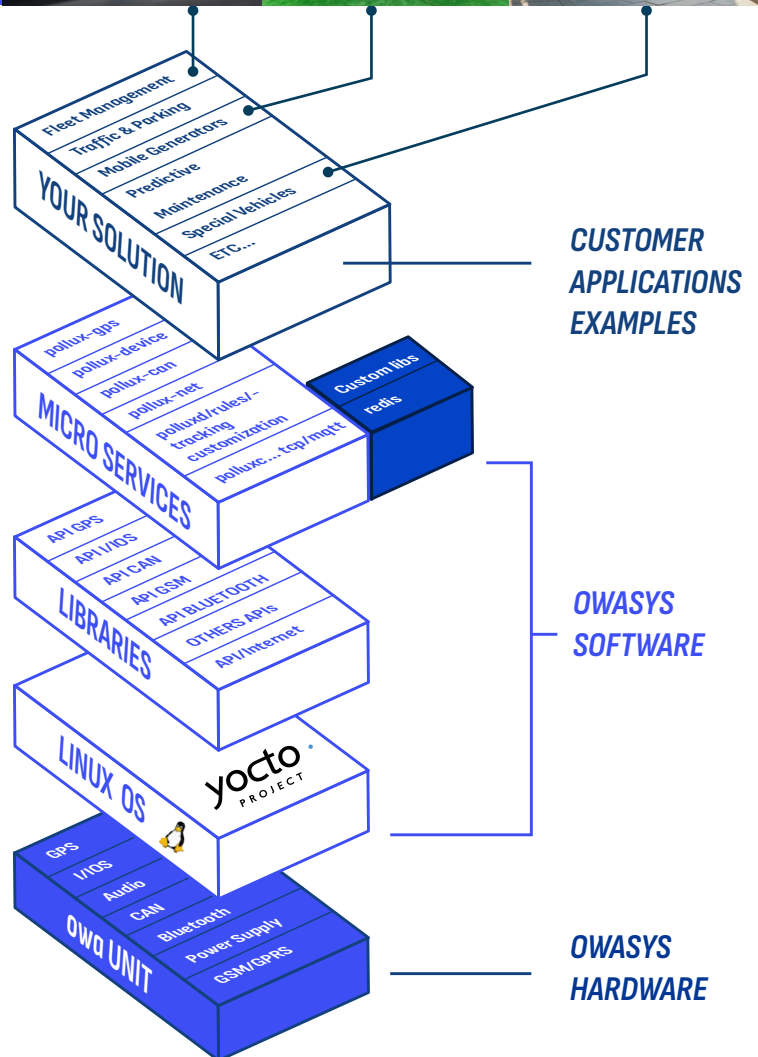 Fleet Management
Traffic & Parking
Mobile Generators
Predictive
Maintenance
Special Vehicles
ETC...
YOUR SOLUTION
CUSTOMER
APPLICATIONS
EXAMPLES
pollux-gps
pollux-device
pollux-can
pollux-net
polluxd/rules/-
tracking
customization
polluxc...tcp/mqtt
MICRO SERVICES
Custom libs
redis
API GPS
API I/IOS
API CAN
API GSM
API BLUETOOTH
OTHERS APIs
API/Internet
LIBRARIES
OWASYS
SOFTWARE
LINUX OS
yocto
PROJECT
GPS
I/IOS
Audio
CAN
Bluetooth
Power Supply
GSM/GPRS
owa UNIT
OWASYS
HARDWARE